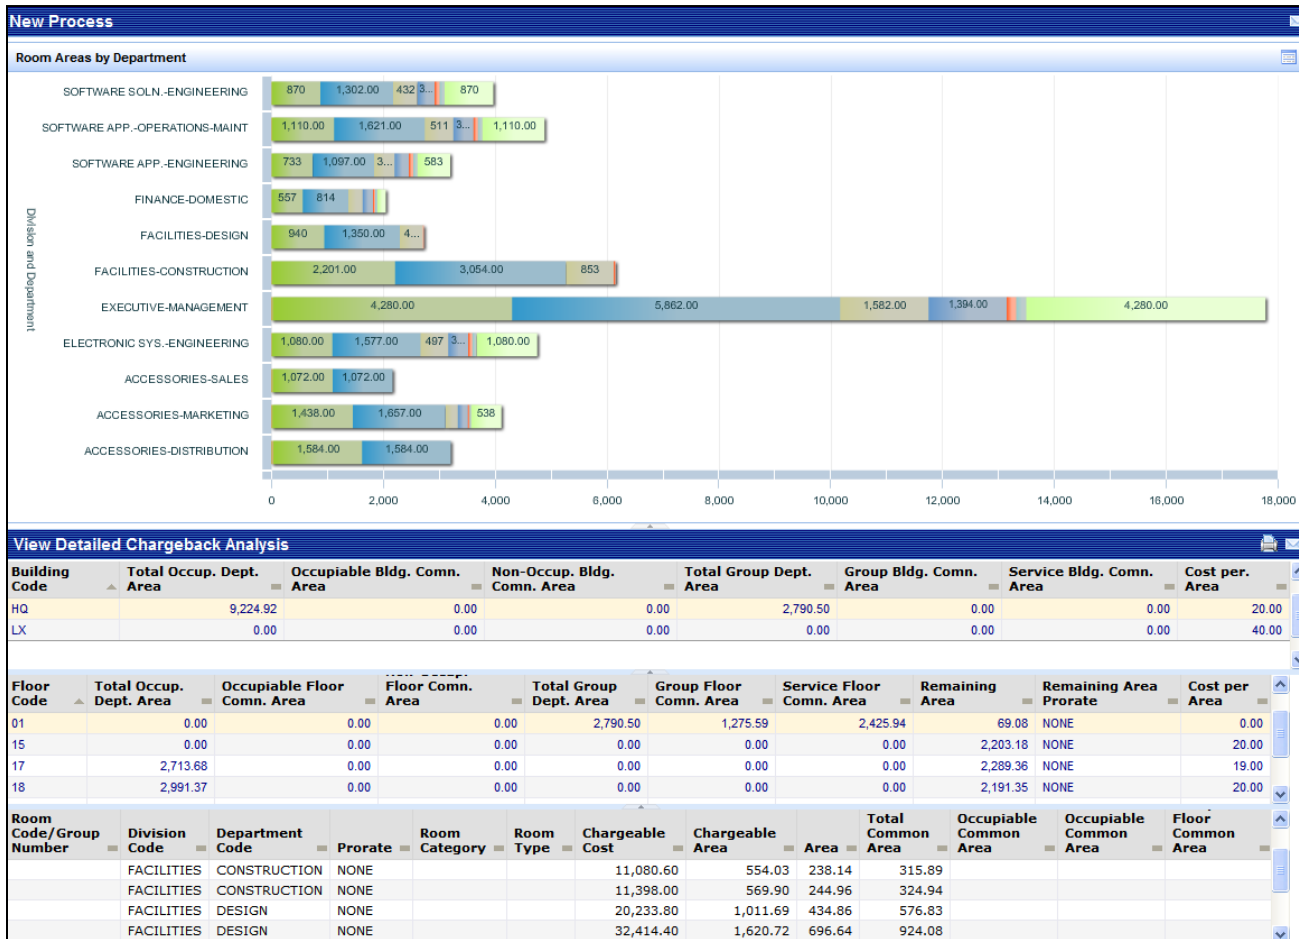 New Process
Room Areas by Department
SOFTWARE SOLN.-ENGINEERING 870 1,302.00 432 3... 870
SOFTWARE APP.-OPERATIONS-MAINT 1,110.00 1,621.00 511 3... 1,110.00
SOFTWARE APP.-ENGINEERING 733 1,097.00 3... 583
FINANCE-DOMESTIC 557 814
FACILITIES-DESIGN 940 1,350.00 4...
FACILITIES-CONSTRUCTION 2,201.00 3,054.00 853
EXECUTIVE-MANAGEMENT 4,280.00 5,862.00 1,582.00 1,394.00 4,280.00
ELECTRONIC SYS.-ENGINEERING 1,080.00 1,577.00 497 3... 1,080.00
ACCESSORIES-SALES 1,072.00 1,072.00
ACCESSORIES-MARKETING 1,438.00 1,657.00 538
ACCESSORIES-DISTRIBUTION 1,584.00 1,584.00
Division and Department
0 2,000 4,000 6,000 8,000 10,000 12,000 14,000 16,000 18,000
View Detailed Chargeback Analysis
Building Total Occup. Dept. Occupiable Bldg. Comn. Non-Occup. Bldg. Total Group Dept. Group Bldg. Comn. Service Bldg. Comn. Cost per.
Code Area Area Comn. Area Area Area Area Area
HQ 9,224.92 0.00 0.00 2,790.50 0.00 0.00 20.00
LX 0.00 0.00 0.00 0.00 0.00 0.00 40.00
Floor Total Occup. Occupiable Floor Floor Comn. Total Group Group Floor Service Floor Remaining Remaining Area Cost per
Code Dept. Area Comn. Area Area Dept. Area Comn. Area Comn. Area Area Prorate Area
01 0.00 0.00 0.00 2,790.50 1,275.59 2,425.94 69.08 NONE 0.00
15 0.00 0.00 0.00 0.00 0.00 0.00 2,203.18 NONE 20.00
17 2,713.68 0.00 0.00 0.00 0.00 0.00 2,289.36 NONE 19.00
18 2,991.37 0.00 0.00 0.00 0.00 0.00 2,191.35 NONE 20.00
Room Total Occupiable Occupiable Floor
Code/Group Division Department Room Room Chargeable Chargeable Common Common Common Common
Number Code Code Prorate Category Type Cost Area Area Area Area Area Area
FACILITIES CONSTRUCTION NONE 11,080.60 554.03 238.14 315.89
FACILITIES CONSTRUCTION NONE 11,398.00 569.90 244.96 324.94
FACILITIES DESIGN NONE 20,233.80 1,011.69 434.86 576.83
FACILITIES DESIGN NONE 32,414.40 1,620.72 696.64 924.08